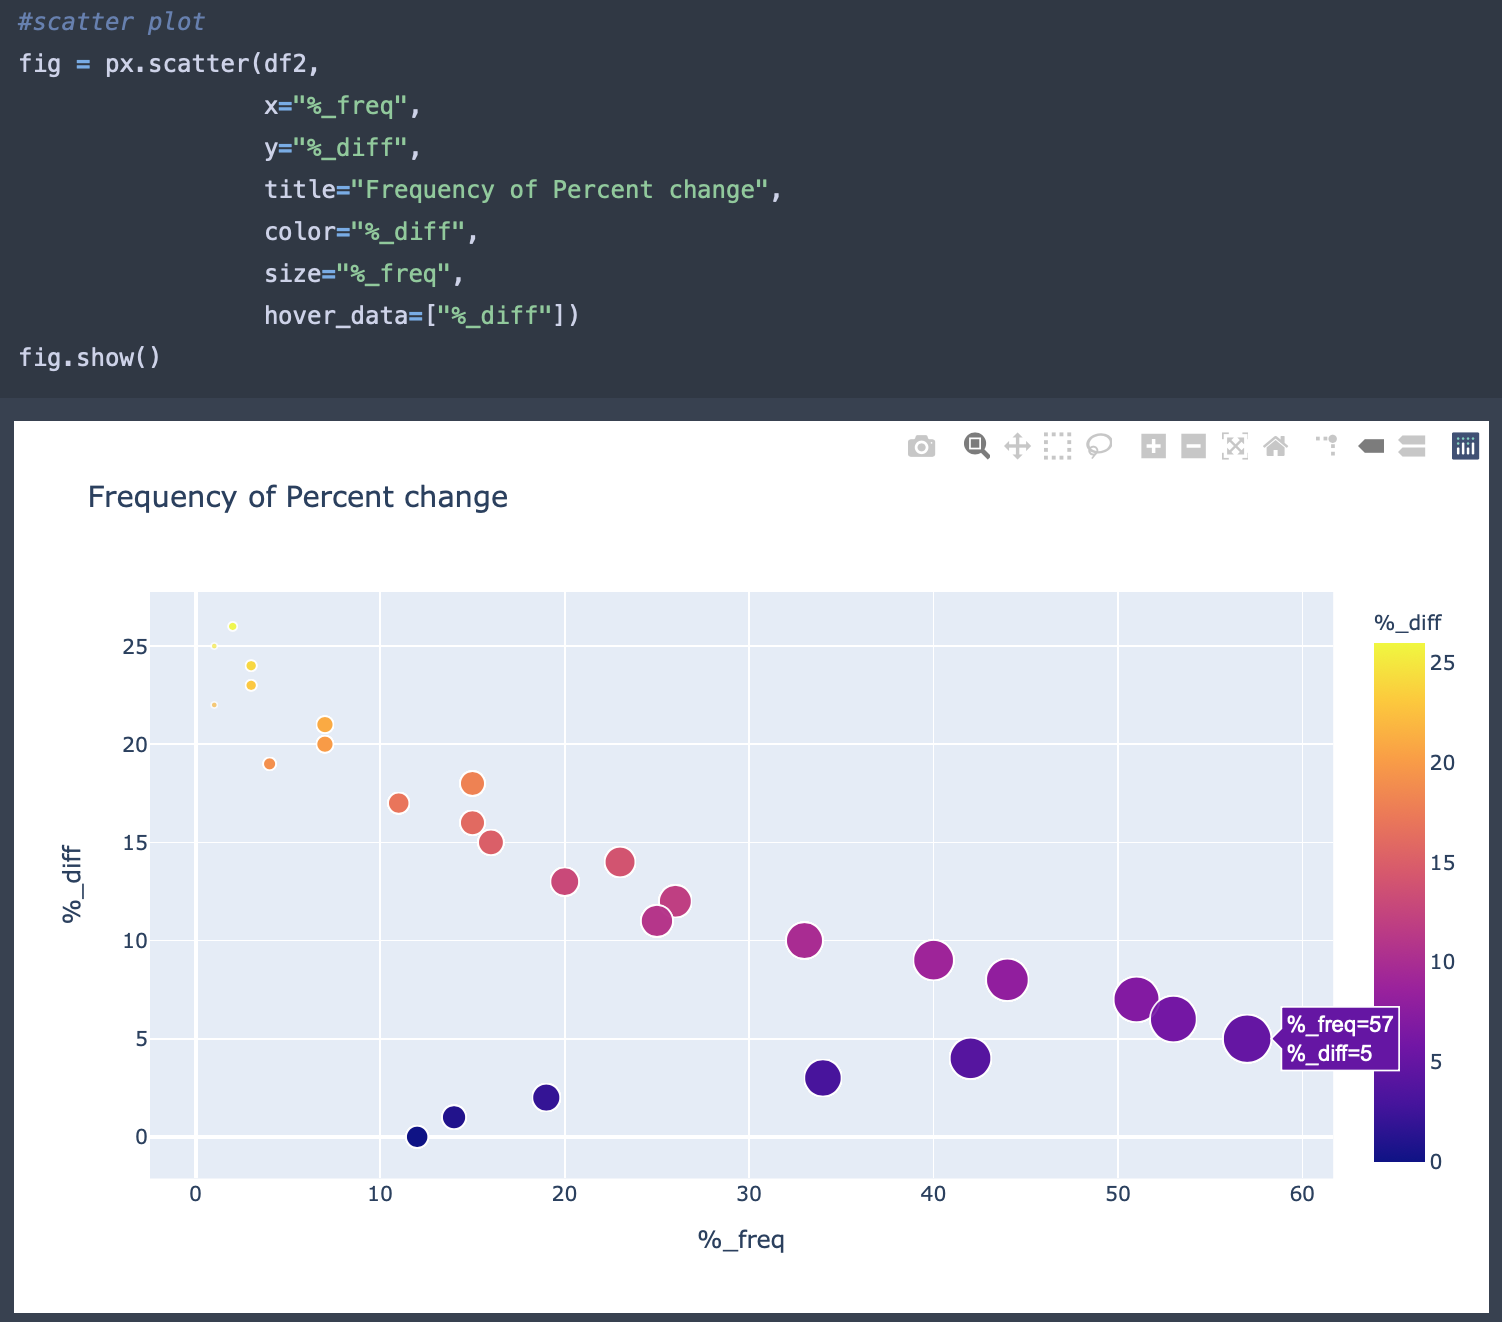 #scatter plot
fig = px.scatter(df2,
x="%_freq",
y="%_diff",
title="Frequency of Percent change",
color="%_diff",
size="%_freq",
hover_data=["%_diff"])
fig.show()
Frequency of Percent change
%_diff
25
20
15
10
5
0
0 10 20 30 40 50 60
%_freq
%_freq=57
%_diff=5
%_diff
25
20
15
10
5
0